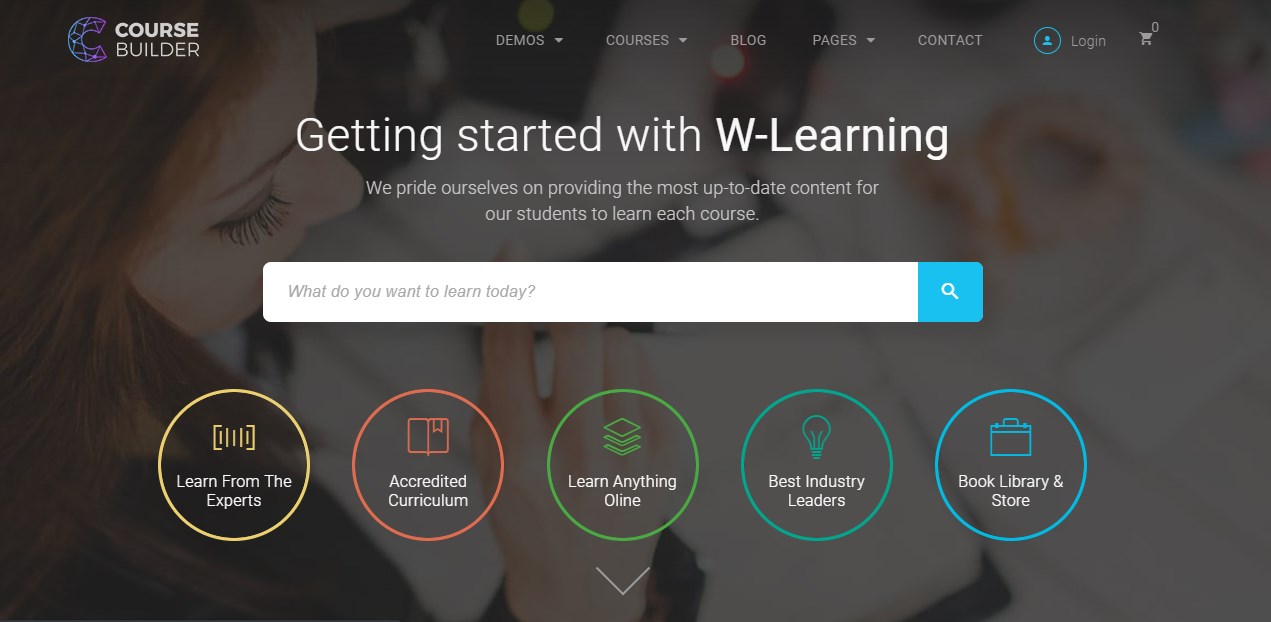 COURSE
BUILDER
DEMOS
COURSES
BLOG
PAGES
CONTACT
Login
0
Getting started with W-Learning
We pride ourselves on providing the most up-to-date content for
our students to learn each course.
What do you want to learn today?
Learn From The
Experts
Accredited
Curriculum
Learn Anything
Oline
Best Industry
Leaders
Book Library &
Store